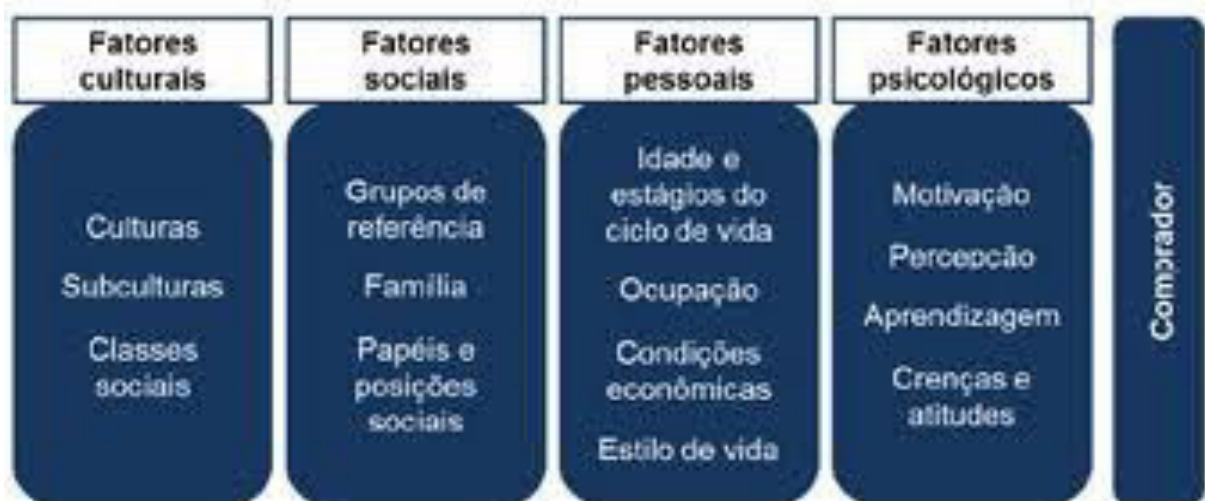 Fatores
culturais
Culturas
Subculturas
Classes
sociais
Fatores
sociais
Grupos de
referência
Família
Papéis e
posições
sociais
Fatores
pessoais
Idade e
estágios do
ciclo de vida
Ocupação
Condições
econômicas
Estilo de vida
Fatores
psicológicos
Motivação
Percepção
Aprendizagem
Crenças e
atitudes
Comprador